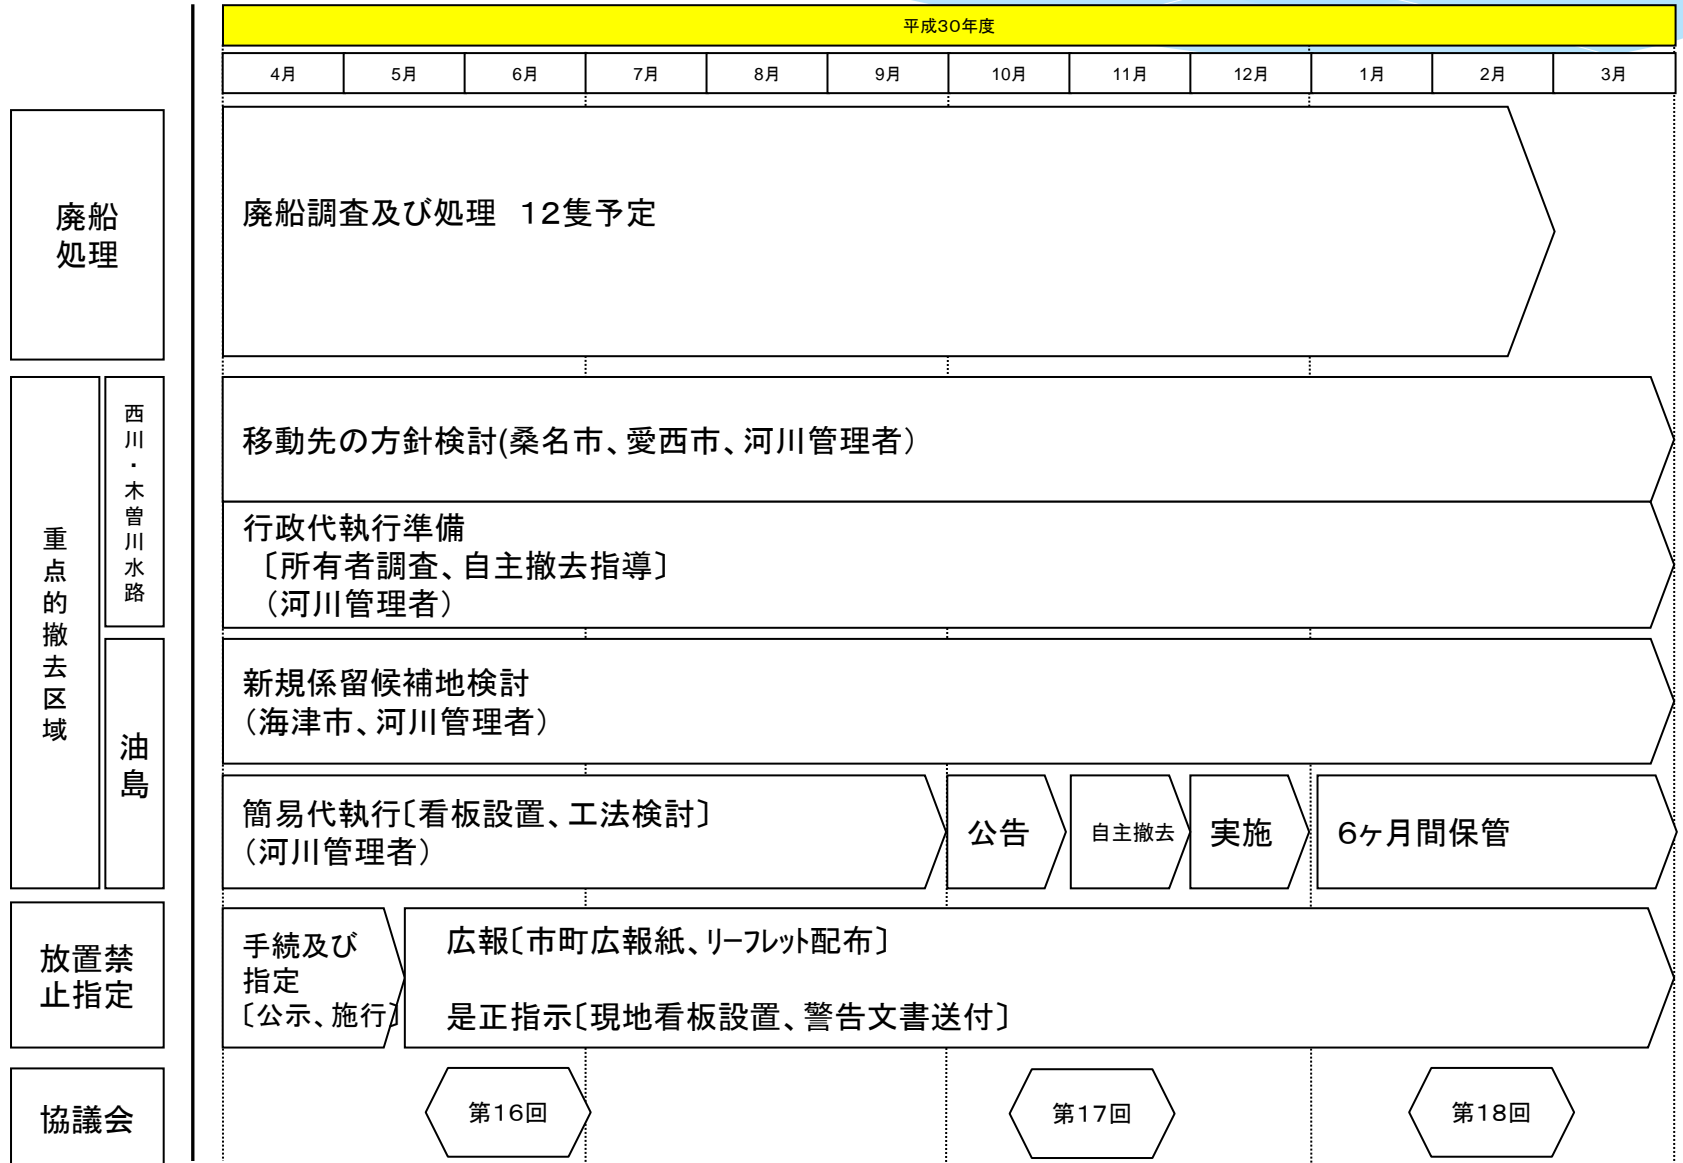 平成30年度
4月 5月 6月 7月 8月 9月 10月 11月 12月 1月 2月 3月
廃船
処理
廃船調査及び処理　12隻予定
重点的撤去区域
西川・木曽川水路
移動先の方針検討(桑名市、愛西市、河川管理者）
行政代執行準備
〔所有者調査、自主撤去指導〕
（河川管理者）
油島
新規係留候補地検討
（海津市、河川管理者）
簡易代執行〔看板設置、工法検討〕
（河川管理者）
公告
自主撤去
実施
6ヶ月間保管
放置禁
止指定
手続及び
指定
〔公示、施行〕
広報〔市町広報紙、リーフレット配布〕
是正指示〔現地看板設置、警告文書送付〕
協議会
第16回
第17回
第18回